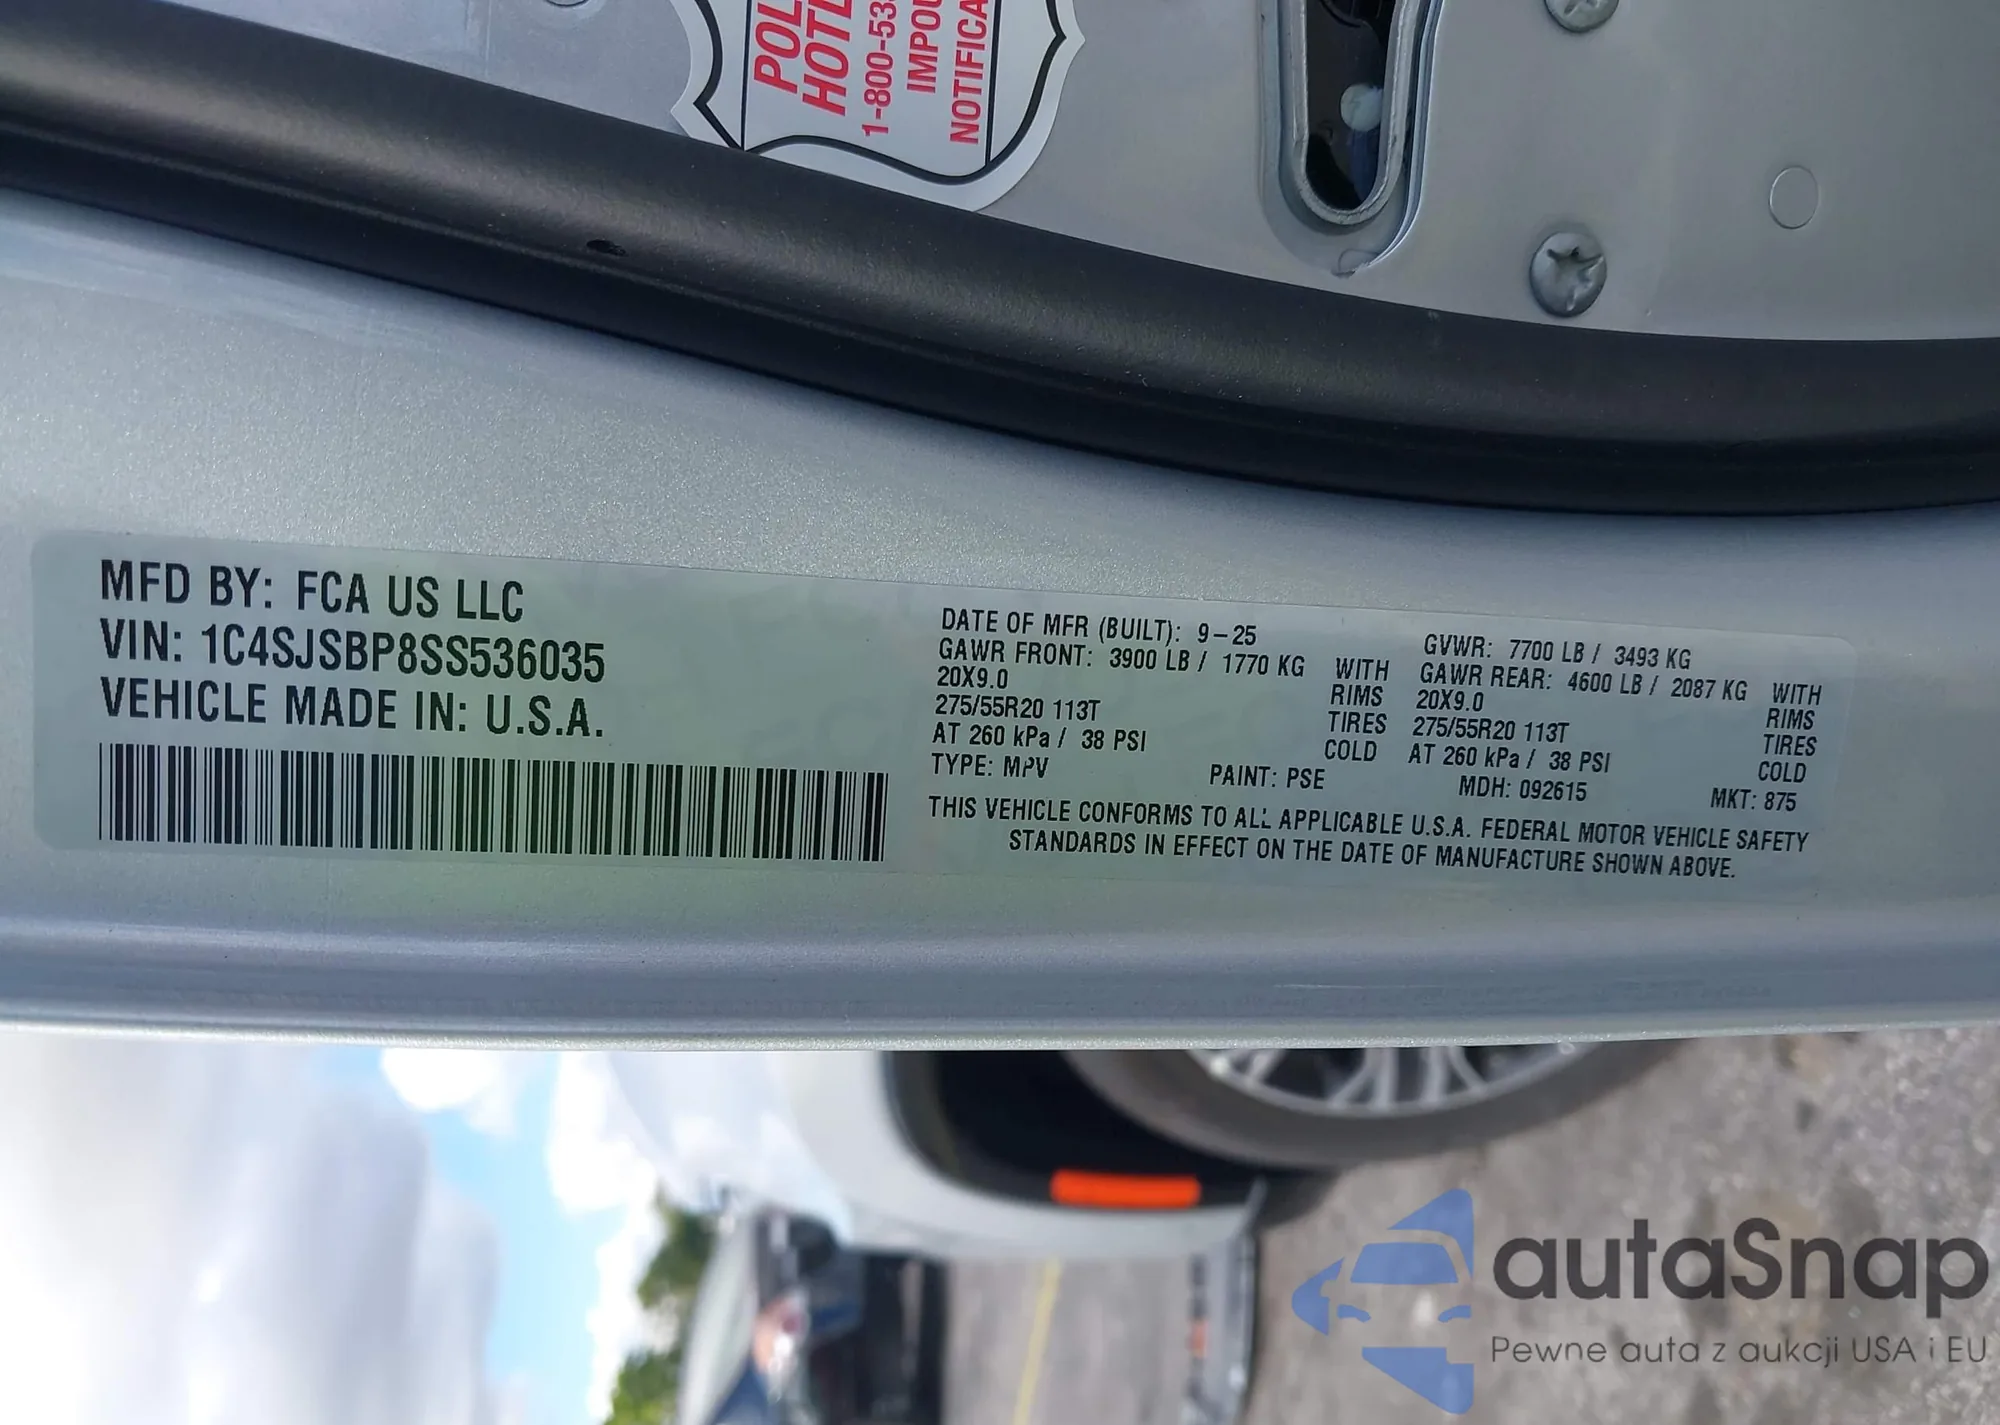 1-800-53
MFD BY: FCA US LLC
VIN: 1C4SJSBP8SS536035
VEHICLE MADE IN: U.S.A.
DATE OF MFR (BUILT): 9-25
GAWR FRONT: 3900 LB / 1770 KG WITH
20X9.0 RIMS
275/55R20 113T TIRES
AT 260 kPa / 38 PSI COLD
GVWR: 7700 LB / 3493 KG
GAWR REAR: 4600 LB / 2087 KG WITH
20X9.0 RIMS
275/55R20 113T TIRES
AT 260 kPa / 38 PSI COLD
TYPE: MPV PAINT: PSE MDH: 092615 MKT: 875
THIS VEHICLE CONFORMS TO ALL APPLICABLE U.S.A. FEDERAL MOTOR VEHICLE SAFETY
STANDARDS IN EFFECT ON THE DATE OF MANUFACTURE SHOWN ABOVE.
autaSnap
Pewne auta z aukcji USA i EU